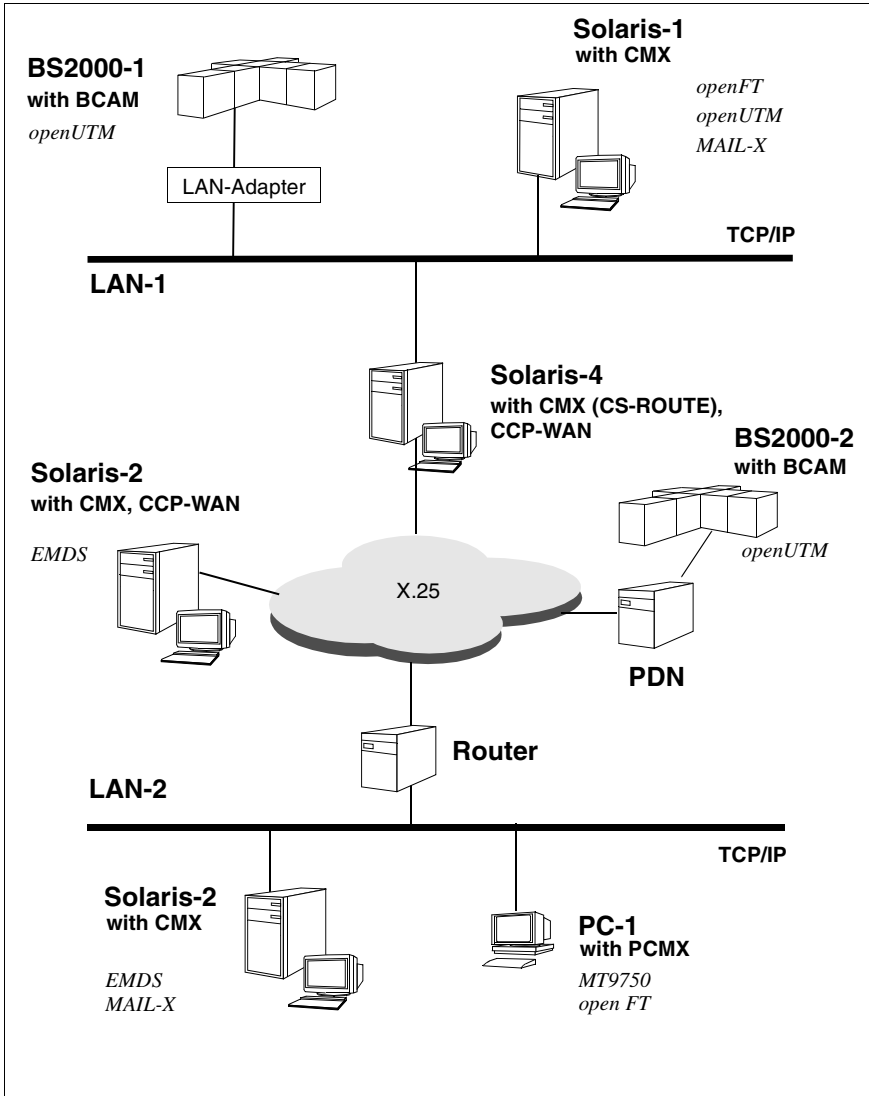 BS2000-1
with BCAM
openUTM
LAN-Adapter
Solaris-1
with CMX
openFT
openUTM
MAIL-X
TCP/IP
LAN-1
Solaris-4
with CMX (CS-ROUTE),
CCP-WAN
BS2000-2
with BCAM
openUTM
Solaris-2
with CMX, CCP-WAN
EMDS
X.25
PDN
Router
LAN-2
TCP/IP
Solaris-2
with CMX
EMDS
MAIL-X
PC-1
with PCMX
MT9750
open FT